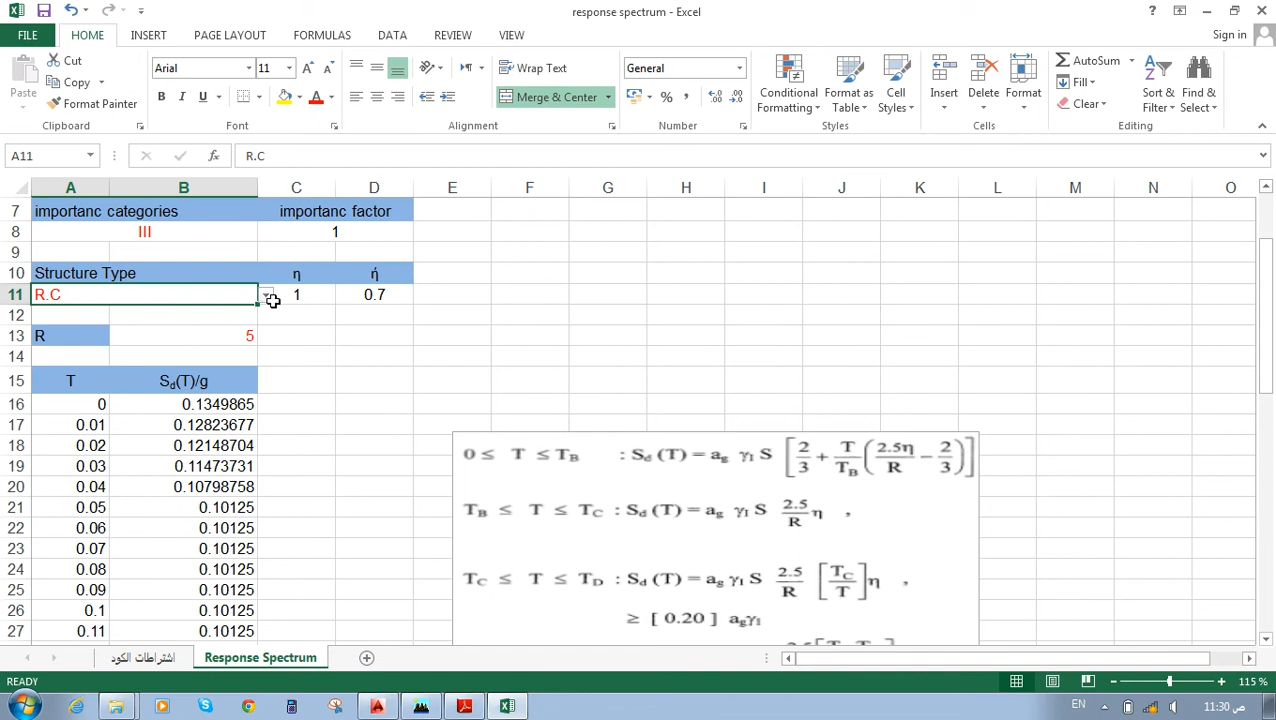 response spectrum - Excel
Sign in
FILE HOME INSERT PAGE LAYOUT FORMULAS DATA REVIEW VIEW
Paste Cut Copy Format Painter Clipboard
Arial 11 B I U A Font
Wrap Text Merge & Center Alignment
General % , Number
Conditional Formatting Format as Table Cell Styles Styles
Insert Delete Format Cells
AutoSum Fill Clear Sort & Filter Find & Select Editing
A11 fx R.C
A B C D E F G H I J K L M N O
7 importanc categories importanc factor
8 III 1
9
10 Structure Type η ή
11 R.C 1 0.7
12
13 R 5
14
15 T Sd(T)/g
16 0 0.1349865
17 0.01 0.12823677
18 0.02 0.12148704
19 0.03 0.11473731
20 0.04 0.10798758
21 0.05 0.10125
22 0.06 0.10125
23 0.07 0.10125
24 0.08 0.10125
25 0.09 0.10125
26 0.1 0.10125
27 0.11 0.10125
0 ≤ T ≤ TB : Sd (T) = ag γI S [2/3 + T/TB (2.5η/R − 2/3)]
TB ≤ T ≤ TC : Sd (T) = ag γI S 2.5/R η ,
TC ≤ T ≤ TD : Sd (T) = ag γI S 2.5/R [TC/T] η ,
≥ [ 0.20 ] agγI
اشتراطات الكود Response Spectrum
READY 115 %
EN 11:30 ص